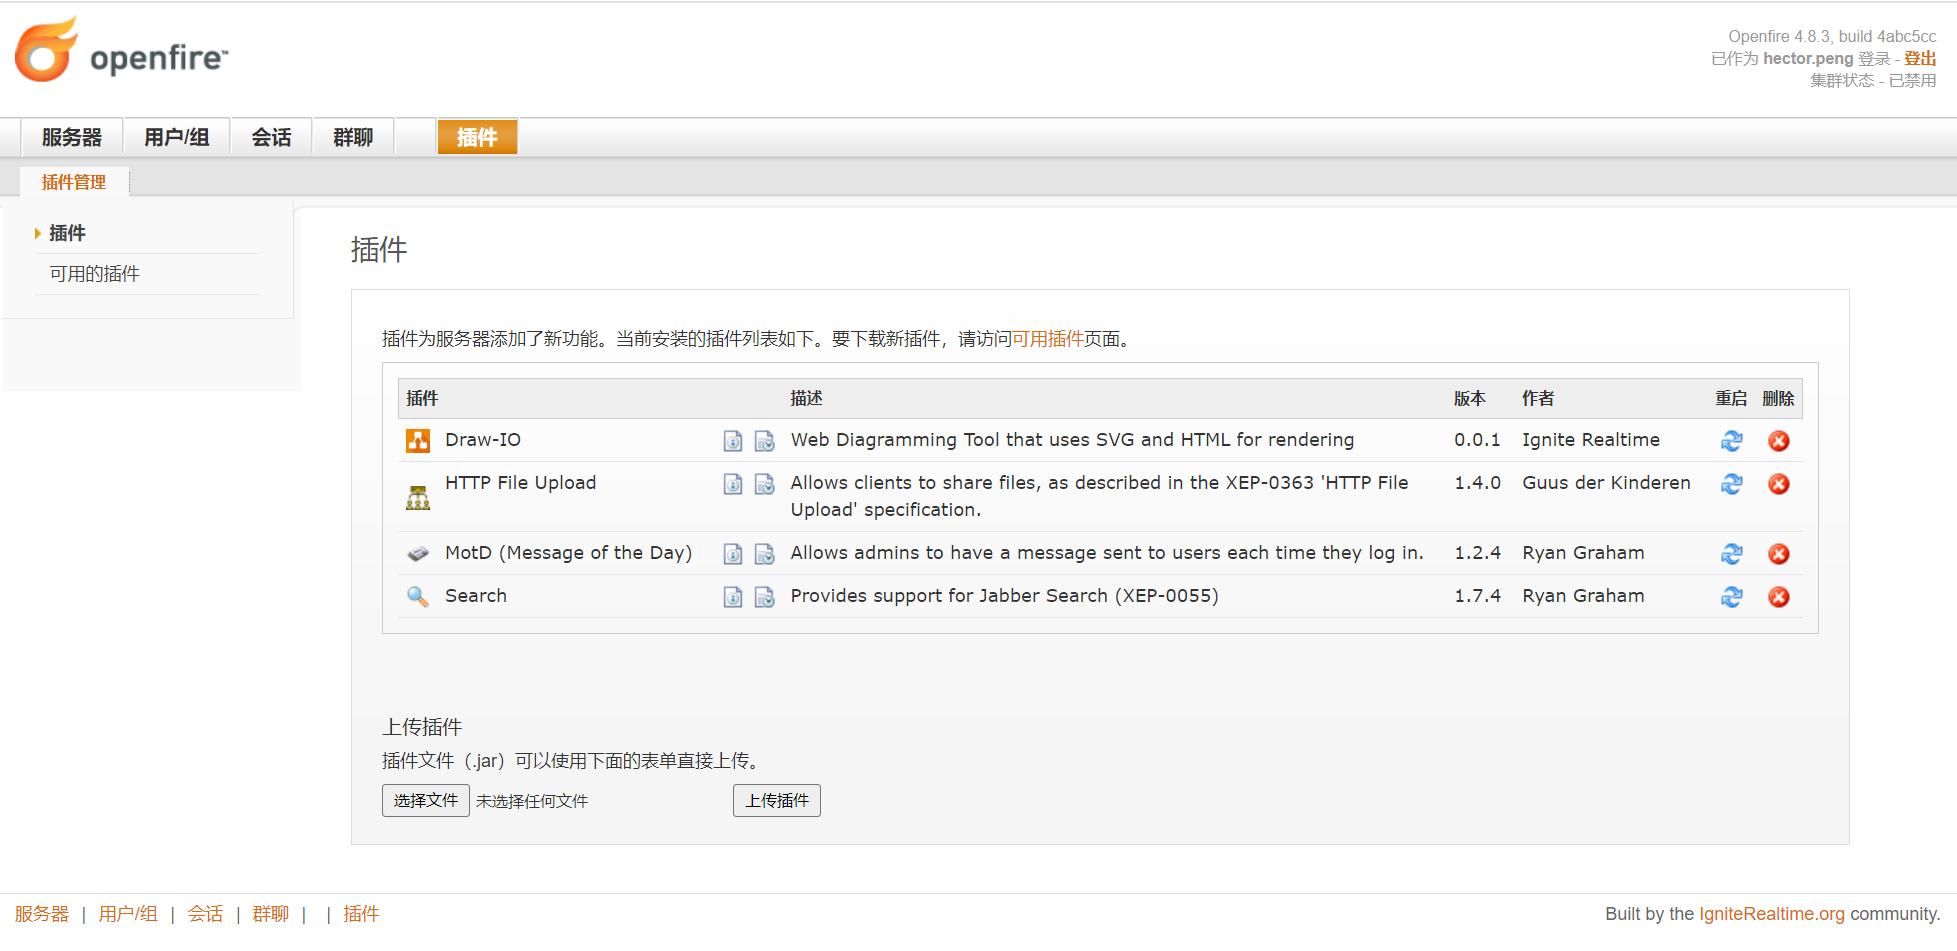 openfire™
Openfire 4.8.3, build 4abc5cc
已作为 hector.peng 登录 - 登出
集群状态 - 已禁用
服务器 用户/组 会话 群聊 插件
插件管理
插件
可用的插件
插件
插件为服务器添加了新功能。当前安装的插件列表如下。要下载新插件，请访问可用插件页面。
插件 描述 版本 作者 重启 删除
Draw-IO Web Diagramming Tool that uses SVG and HTML for rendering 0.0.1 Ignite Realtime
HTTP File Upload Allows clients to share files, as described in the XEP-0363 'HTTP File 1.4.0 Guus der Kinderen
Upload' specification.
MotD (Message of the Day) Allows admins to have a message sent to users each time they log in. 1.2.4 Ryan Graham
Search Provides support for Jabber Search (XEP-0055) 1.7.4 Ryan Graham
上传插件
插件文件（.jar）可以使用下面的表单直接上传。
选择文件 未选择任何文件 上传插件
服务器 | 用户/组 | 会话 | 群聊 | | 插件
Built by the IgniteRealtime.org community.